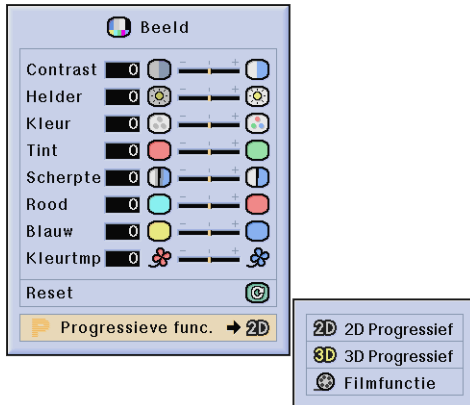 Beeld
Contrast 0
Helder 0
Kleur 0
Tint 0
Scherpte 0
Rood 0
Blauw 0
Kleurtmp 0
Reset
P Progressieve func. ➔ 2D
2D 2D Progressief
3D 3D Progressief
Filmfunctie